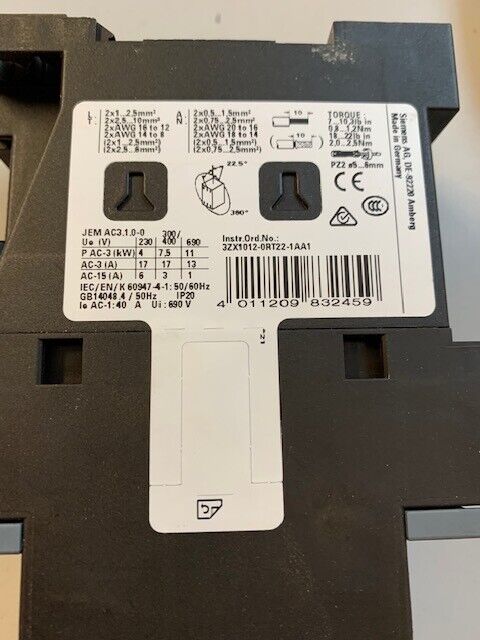 L
T
2x1...2,5mm²
2x2,5...10mm²
2xAWG 16 to 12
2xAWG 14 to 8
(2x1...2,5mm²)
(2x2,5...6mm²)
A
N
2x0,5...1,5mm²
2x0,75...2,5mm²
2xAWG 20 to 16
2xAWG 18 to 14
(2x0,5...1,5mm²)
(2x0,75...2,5mm²)
10
10
TORQUE:
7...10,3lb in
0,8...1,2Nm
18...22lb in
2,0...2,5Nm
PZ2 ø5...6mm
Siemens AG, DE-92220 Amberg
Made in Germany
22.5°
360°
CE
CCC
JEM AC3.1.0-0
Ue (V) 230 300/400 690
P AC-3 (kW) 4 7,5 11
AC-3 (A) 17 17 13
AC-15 (A) 6 3 1
IEC/EN/K 60947-4-1: 50/60Hz
GB14048.4 / 50Hz IP20
Ie AC-1: 40 A Ui: 690 V
Instr.Ord.No.:
3ZX1012-0RT22-1AA1
4 011209 832459